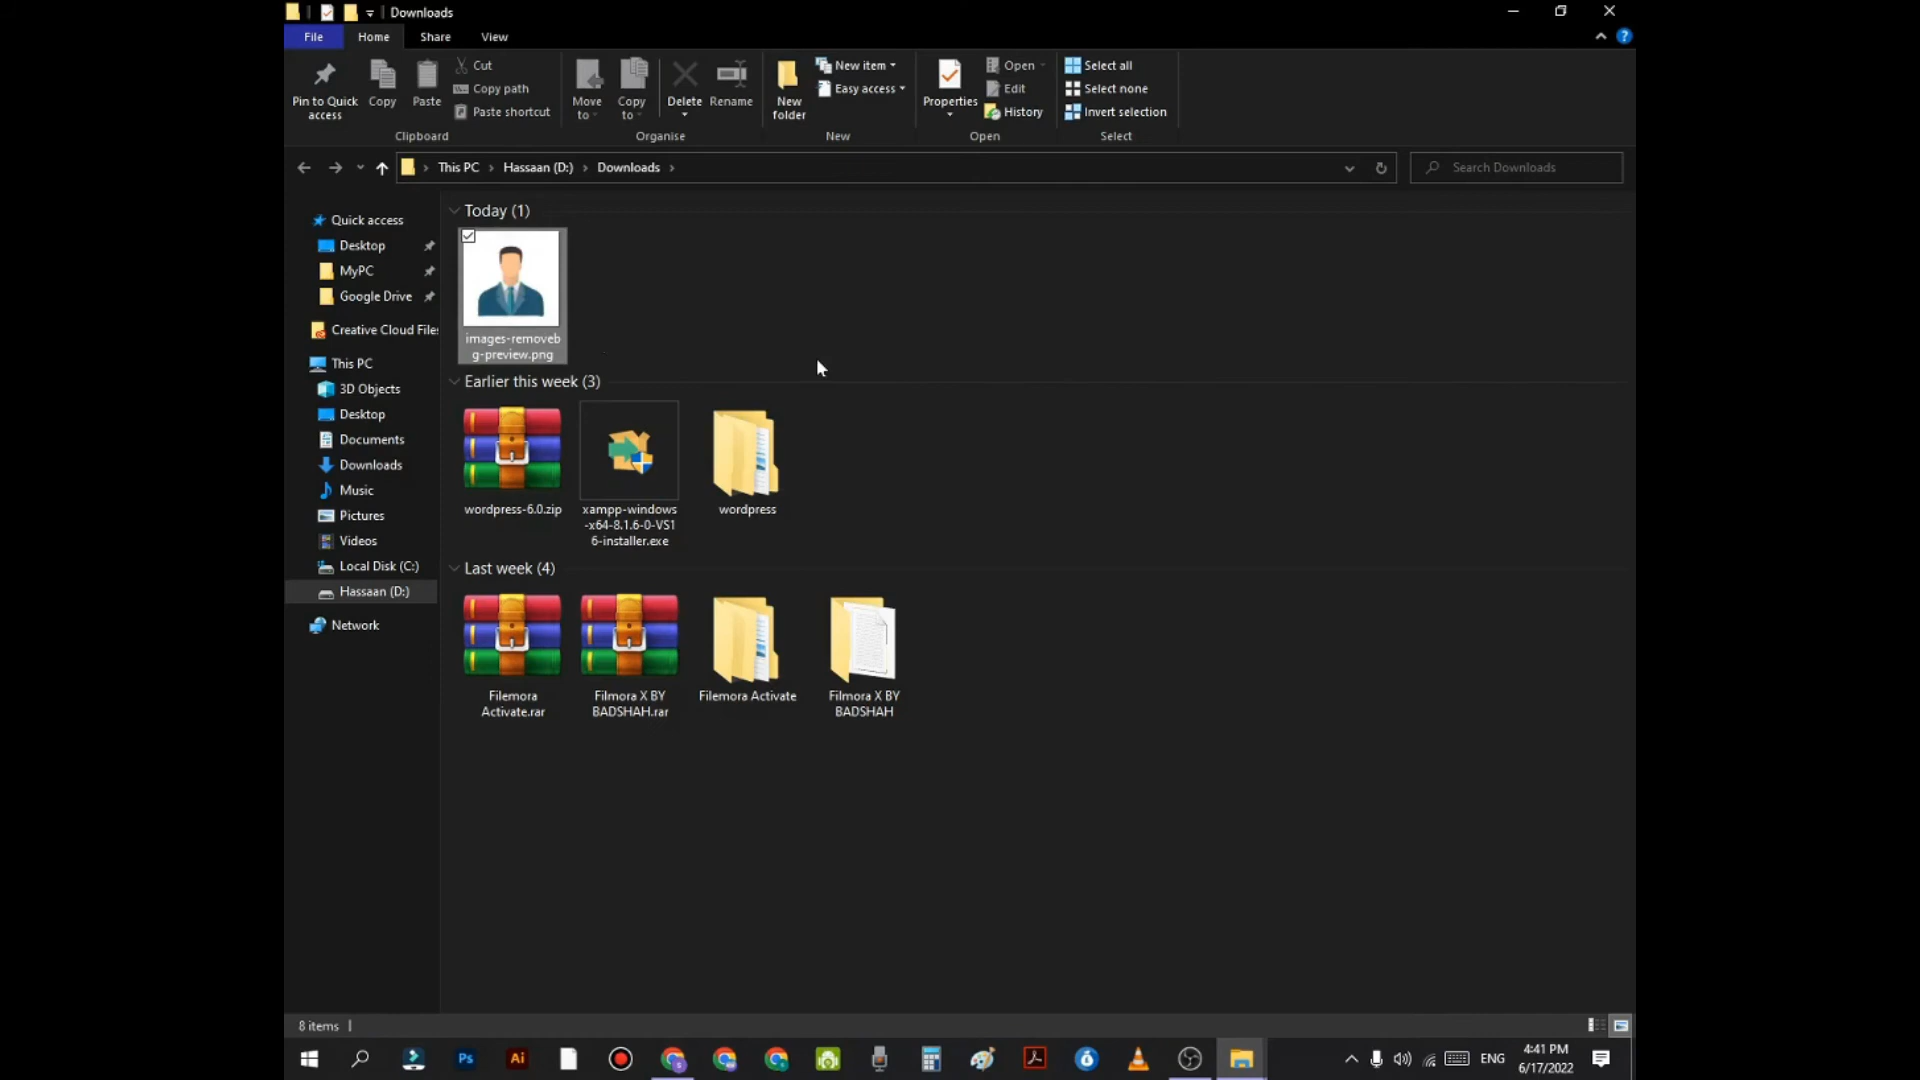 Downloads
File Home Share View
Pin to Quick access
Copy
Paste
Cut
Copy path
Paste shortcut
Clipboard
Move to
Copy to
Delete
Rename
Organise
New folder
New item
Easy access
New
Properties
Open
Edit
History
Open
Select all
Select none
Invert selection
Select
This PC > Hassaan (D:) > Downloads >
Search Downloads
Quick access
Desktop
MyPC
Google Drive
Creative Cloud Files
This PC
3D Objects
Desktop
Documents
Downloads
Music
Pictures
Videos
Local Disk (C:)
Hassaan (D:)
Network
Today (1)
images-removeb
g-preview.png
Earlier this week (3)
wordpress-6.0.zip
xampp-windows
-x64-8.1.6-0-VS1
6-installer.exe
wordpress
Last week (4)
Filemora
Activate.rar
Filmora X BY
BADSHAH.rar
Filemora Activate
Filmora X BY
BADSHAH
8 items
Ps
Ai
ENG
4:41 PM
6/17/2022